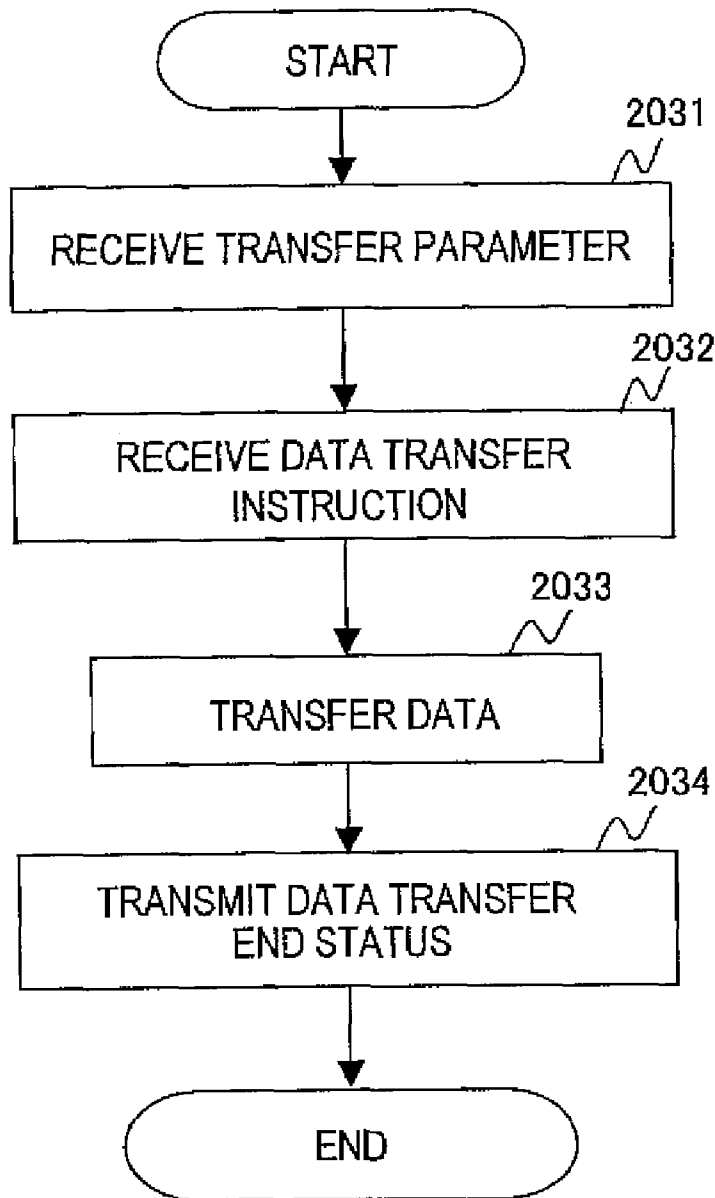 START
2031
RECEIVE TRANSFER PARAMETER
2032
RECEIVE DATA TRANSFER
INSTRUCTION
2033
TRANSFER DATA
2034
TRANSMIT DATA TRANSFER
END STATUS
END